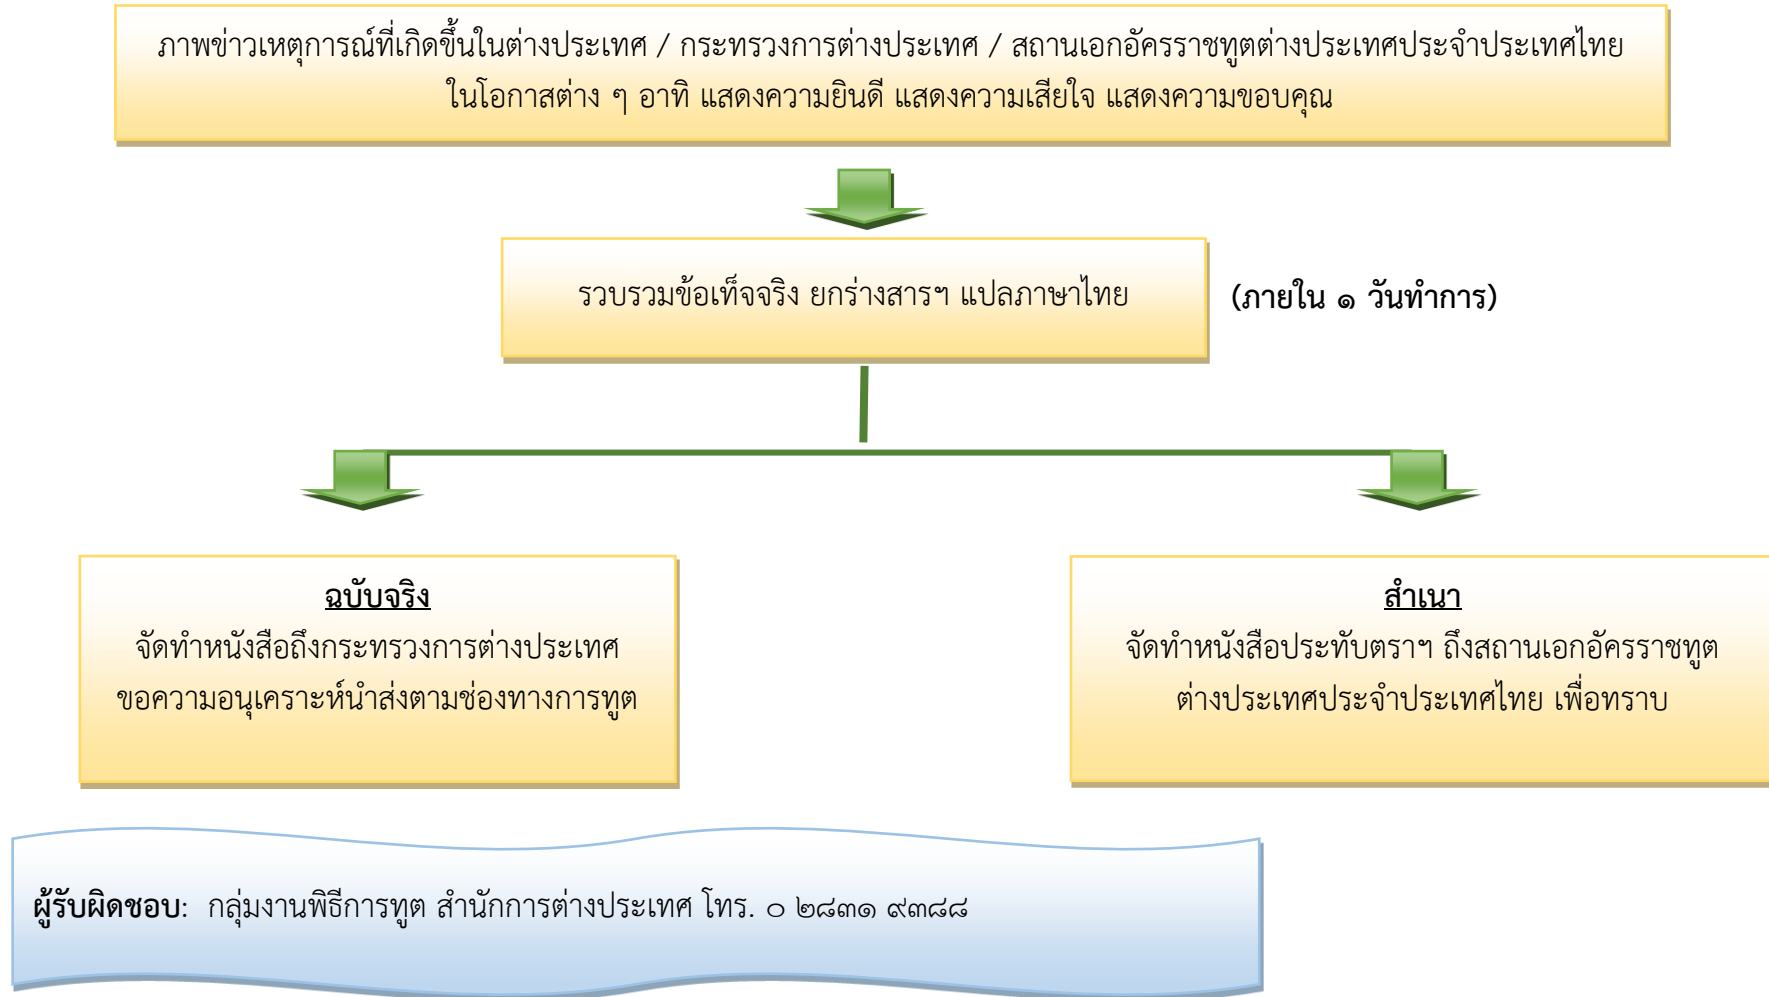 ภาพข่าวเหตุการณ์ที่เกิดขึ้นในต่างประเทศ / กระทรวงการต่างประเทศ / สถานเอกอัครราชทูตต่างประเทศประจำประเทศไทย
ในโอกาสต่าง ๆ อาทิ แสดงความยินดี แสดงความเสียใจ แสดงความขอบคุณ
รวบรวมข้อเท็จจริง ยกร่างสารฯ แปลภาษาไทย
(ภายใน ๑ วันทำการ)
ฉบับจริง
จัดทำหนังสือถึงกระทรวงการต่างประเทศ
ขอความอนุเคราะห์นำส่งตามช่องทางการทูต
สำเนา
จัดทำหนังสือประทับตราฯ ถึงสถานเอกอัครราชทูต
ต่างประเทศประจำประเทศไทย เพื่อทราบ
ผู้รับผิดชอบ: กลุ่มงานพิธีการทูต สำนักการต่างประเทศ โทร. ๐ ๒๘๓๑ ๙๓๘๘